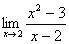 lim x→2 (x² − 3)/(x − 2)